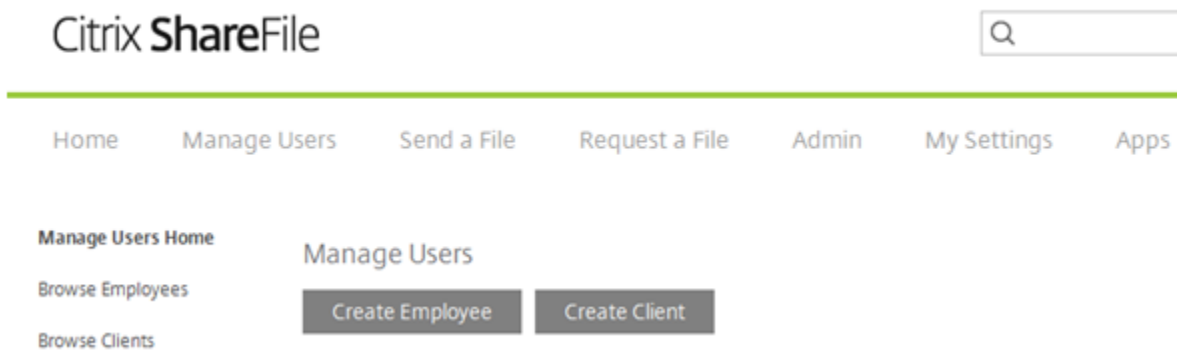 Citrix ShareFile
Home Manage Users Send a File Request a File Admin My Settings Apps
Manage Users Home
Browse Employees
Browse Clients
Manage Users
Create Employee Create Client